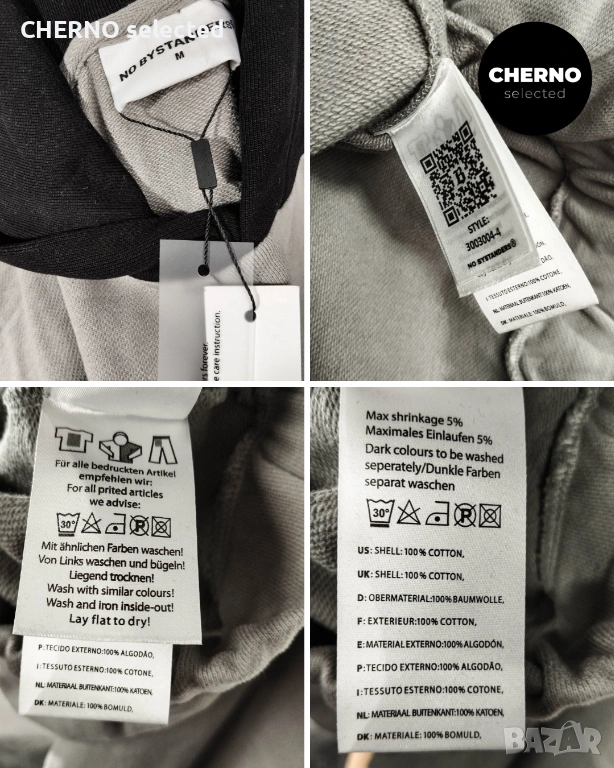 CHERNO selected
NO BYSTANDERS®
M
rs forever.
e care instruction.
CHERNO
selected
STYLE:
3003004-4
NO BYSTANDERS®
DÃO,
I:TESSUTO ESTERNO:100% COTONE,
NL: MATERIAAL BUITENKANT:100% KATOEN,
DK: MATERIALE: 100% BOMULD,
Für alle bedruckten Artikel
empfehlen wir:
For all prited articles
we advise:
30°
Mit ähnlichen Farben waschen!
Von Links waschen und bügeln!
Liegend trocknen!
Wash with similar colours!
Wash and iron inside-out!
Lay flat to dry!
P: TECIDO EXTERNO:100% ALGODÃO,
I: TESSUTO ESTERNO:100% COTONE,
NL: MATERIAAL BUITENKANT:100% KATOEN,
DK: MATERIALE: 100% BOMULD,
Max shrinkage 5%
Maximales Einlaufen 5%
Dark colours to be washed
seperately/Dunkle Farben
separat waschen
30°
US: SHELL: 100% COTTON,
UK: SHELL: 100% COTTON,
D: OBERMATERIAL:100%BAUMWOLLE,
F: EXTERIEUR:100% COTON,
E: MATERIAL EXTERNO:100% ALGODÓN,
P: TECIDO EXTERNO:100% ALGODÃO,
I: TESSUTO ESTERNO:100% COTONE,
NL: MATERIAAL BUITENKANT:100% KATOEN,
DK: MATERIALE: 100% BOMULD,
BAZAR